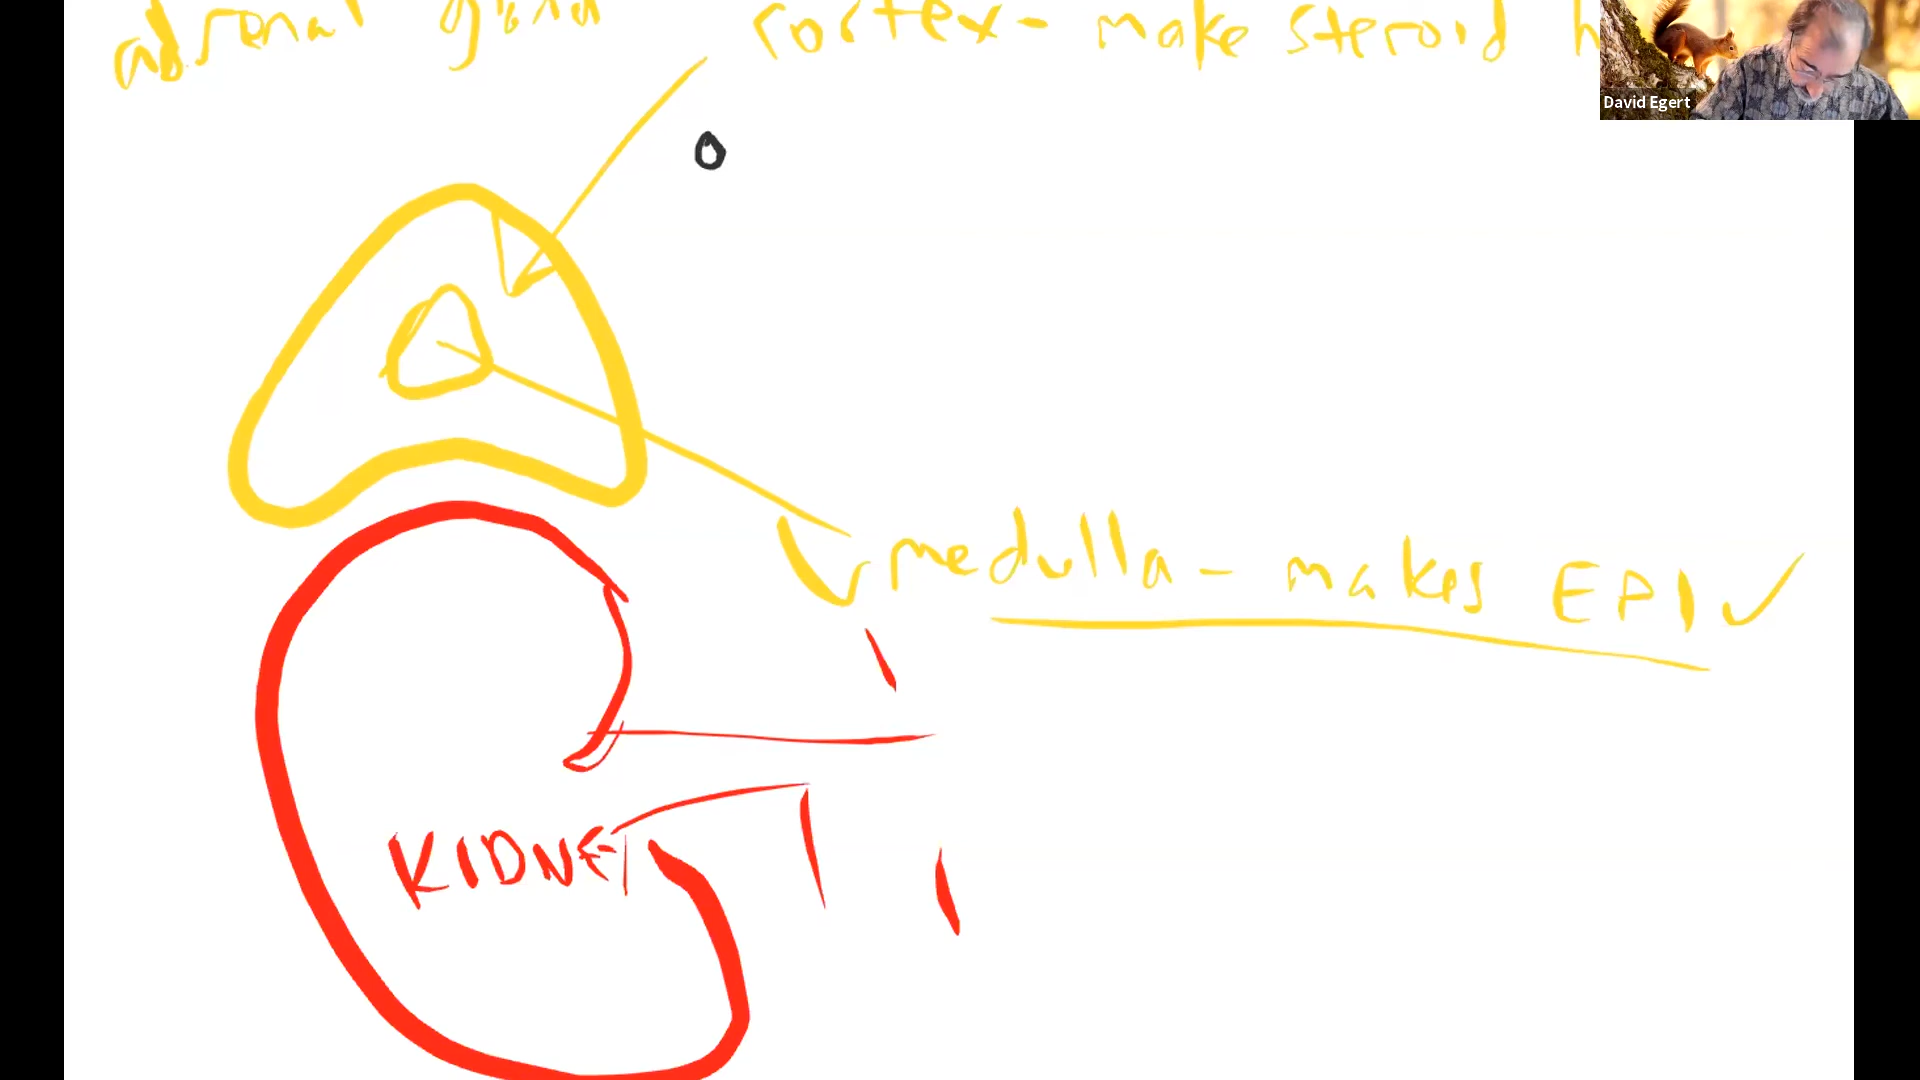 adrenal gland cortex - make steroid h
David Egert
medulla - makes EPI
KIDNEY